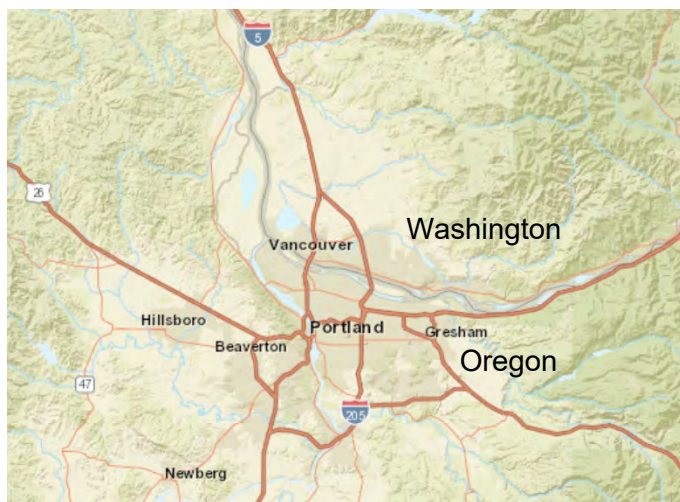 5
26
Washington
Vancouver
Hillsboro
Portland
Gresham
Beaverton
Oregon
47
205
Newberg